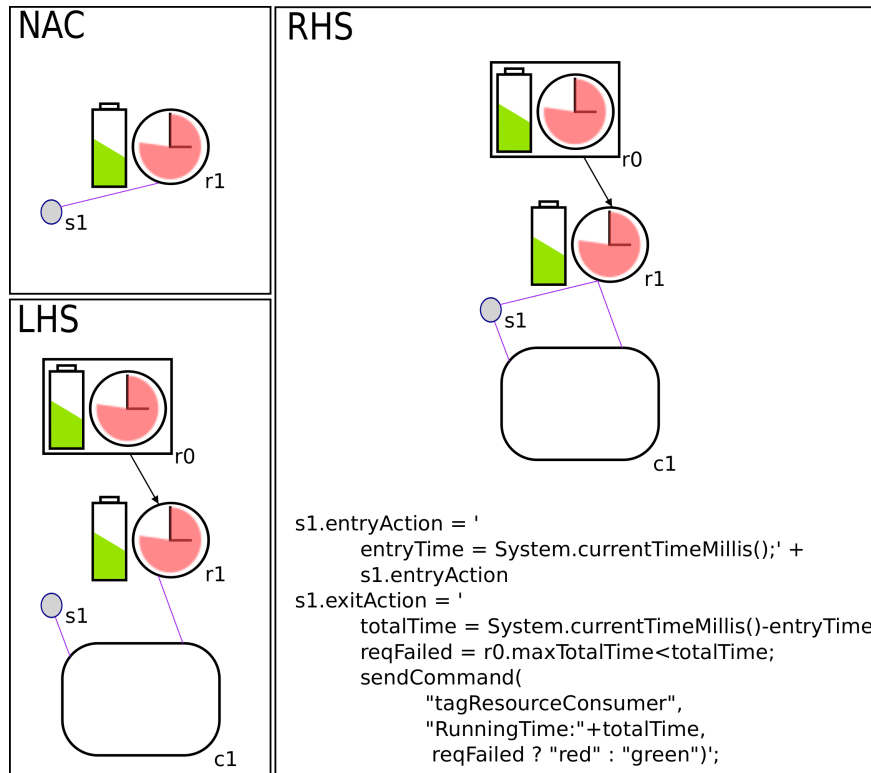 NAC
r1
s1
LHS
r0
r1
s1
c1
RHS
r0
r1
s1
c1
s1.entryAction = '
entryTime = System.currentTimeMillis();' +
s1.entryAction
s1.exitAction = '
totalTime = System.currentTimeMillis()-entryTime
reqFailed = r0.maxTotalTime<totalTime;
sendCommand(
"tagResourceConsumer",
"RunningTime:"+totalTime,
reqFailed ? "red" : "green")';